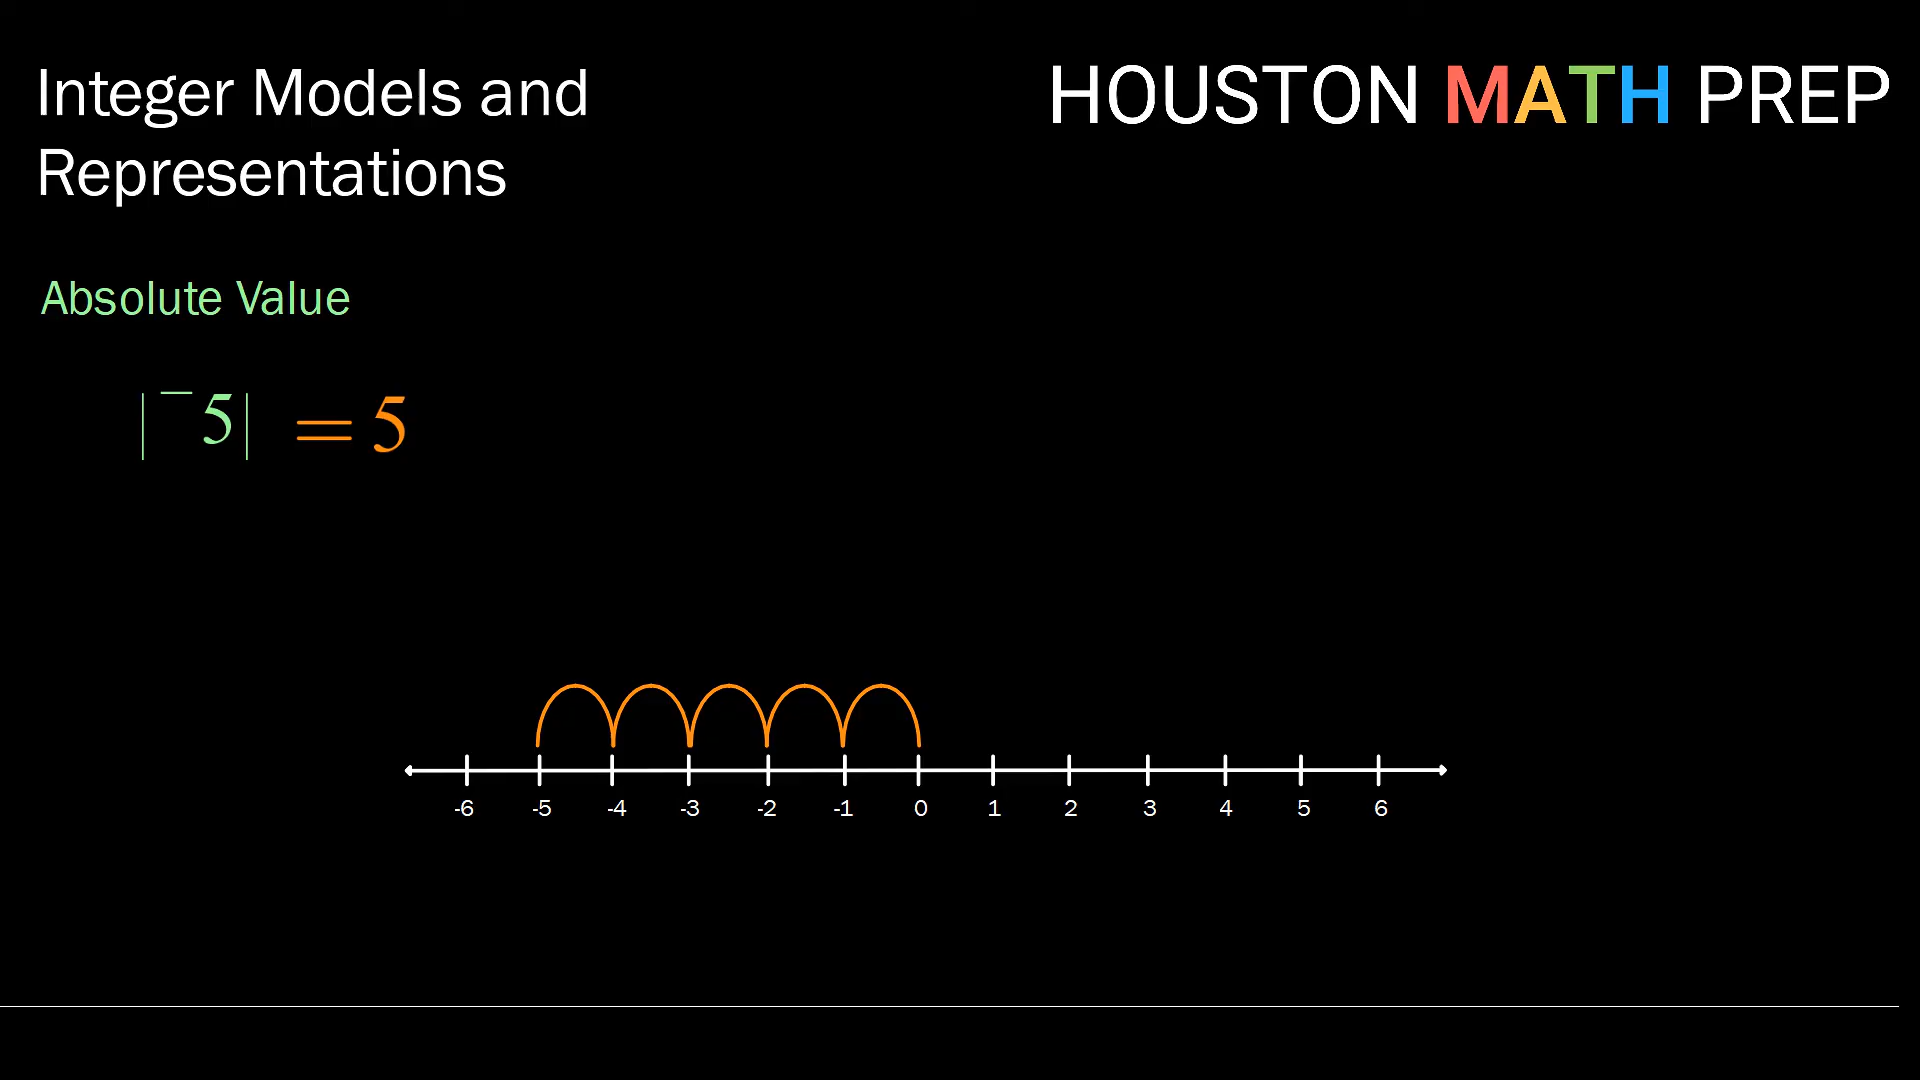 Integer Models and
Representations
HOUSTON MATH PREP
Absolute Value
|⁻5| = 5
-6 -5 -4 -3 -2 -1 0 1 2 3 4 5 6